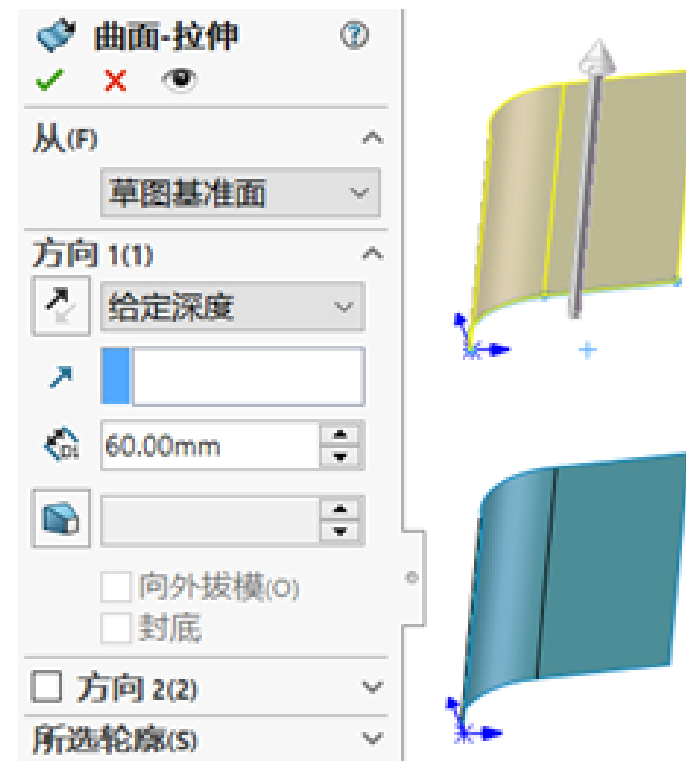 曲面-拉伸
从(F)
草图基准面
方向 1(1)
给定深度
60.00mm
向外拔模(O)
封底
方向 2(2)
所选轮廓(S)